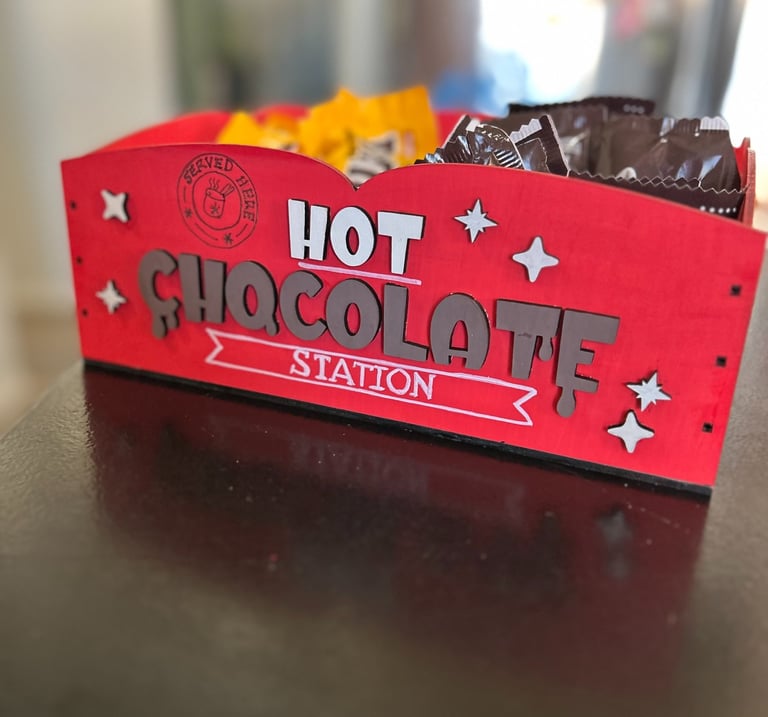 SERVED HERE
HOT
CHOCOLATE
STATION